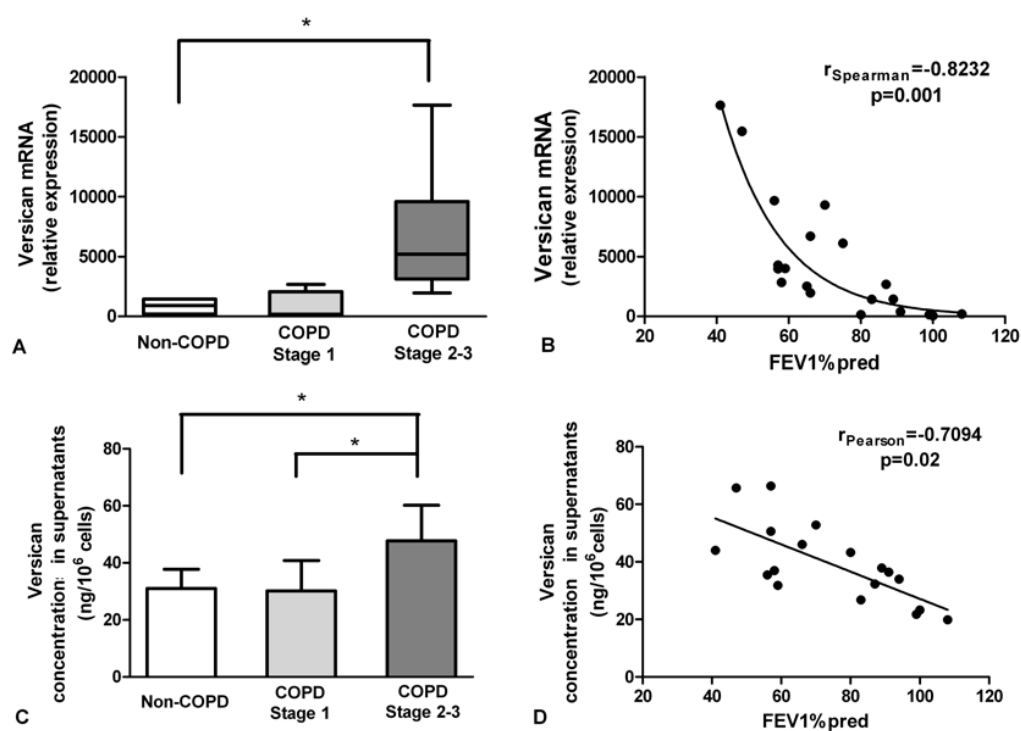 *
Versican mRNA
(relative expression)
20000
15000
10000
5000
0
Non-COPD
COPD
Stage 1
COPD
Stage 2-3
A
rSpearman=-0.8232
p=0.001
Versican mRNA
(relative exression)
20000
15000
10000
5000
0
20
40
60
80
100
120
FEV1%pred
B
*
*
Versican
concentration: in supernatants
(ng/10⁶ cells)
80
60
40
20
0
Non-COPD
COPD
Stage 1
COPD
Stage 2-3
C
rPearson=-0.7094
p=0.02
Versican
concentration in supernatants
(ng/10⁶cells)
80
60
40
20
0
20
40
60
80
100
120
FEV1%pred
D